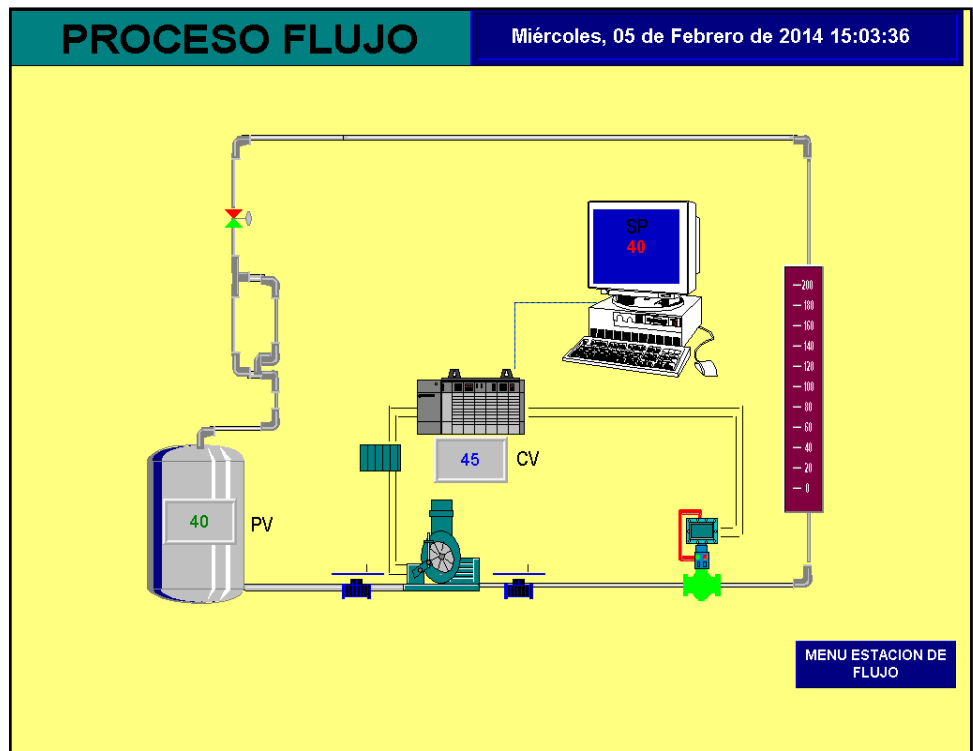 PROCESO FLUJO
Miércoles, 05 de Febrero de 2014 15:03:36
SP
40
200
180
160
140
120
100
80
60
40
20
0
45 CV
40 PV
MENU ESTACION DE
FLUJO